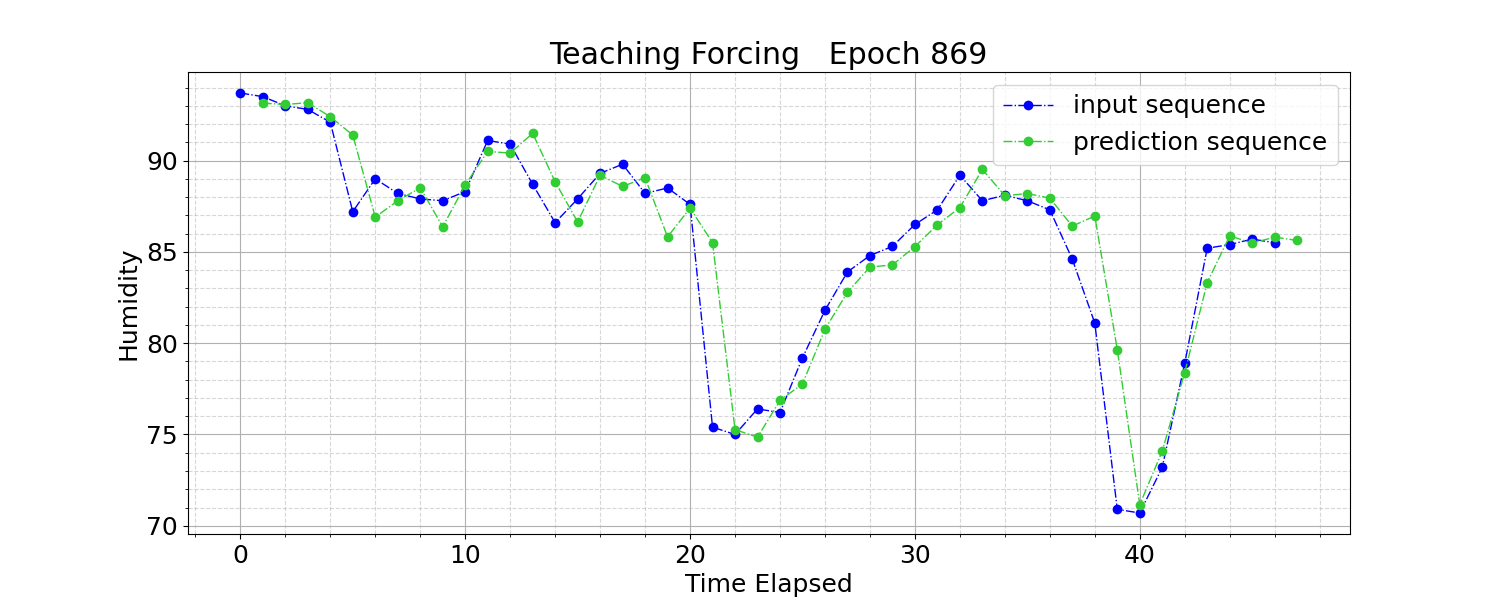 Teaching Forcing   Epoch 869
input sequence
prediction sequence
Humidity
90
85
80
75
70
0 10 20 30 40
Time Elapsed